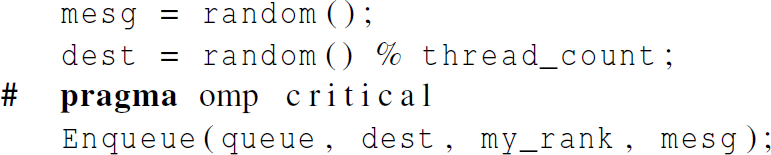 mesg = random();
dest = random() % thread_count;
# pragma omp critical
Enqueue(queue, dest, my_rank, mesg);